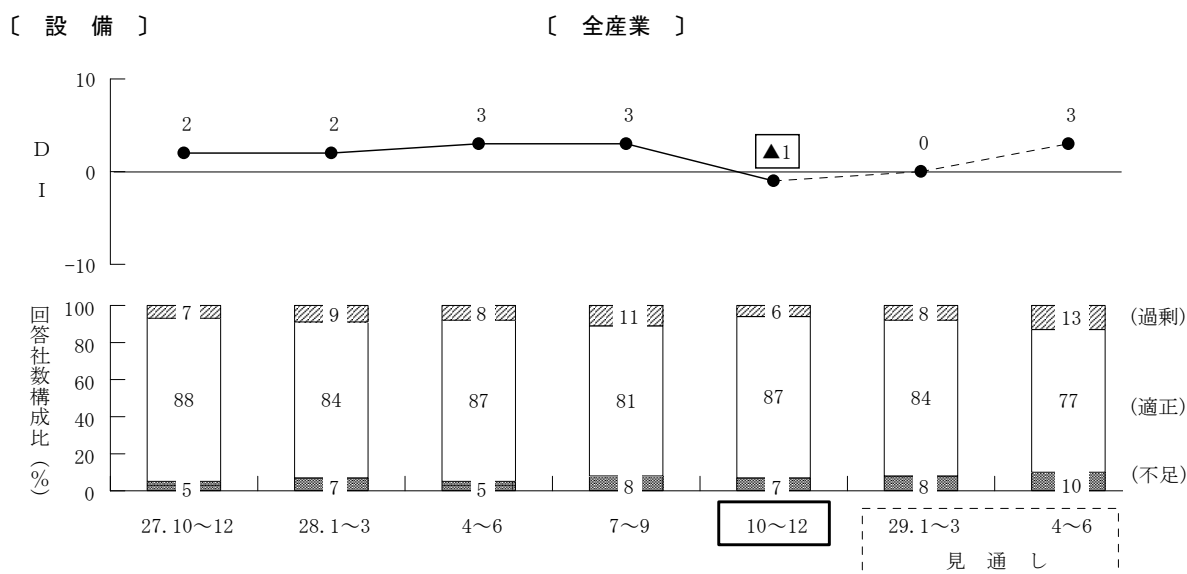 〔 設 備 〕 〔 全産業 〕
10
0
-10
D
I
2 2 3 3 ▲1 0 3
回答社数構成比(%)
100
80
60
40
20
0
7 9 8 11 6 8 13 (過剰)
88 84 87 81 87 84 77 (適正)
5 7 5 8 7 8 10 (不足)
27.10～12 28.1～3 4～6 7～9 10～12 29.1～3 4～6
見 通 し